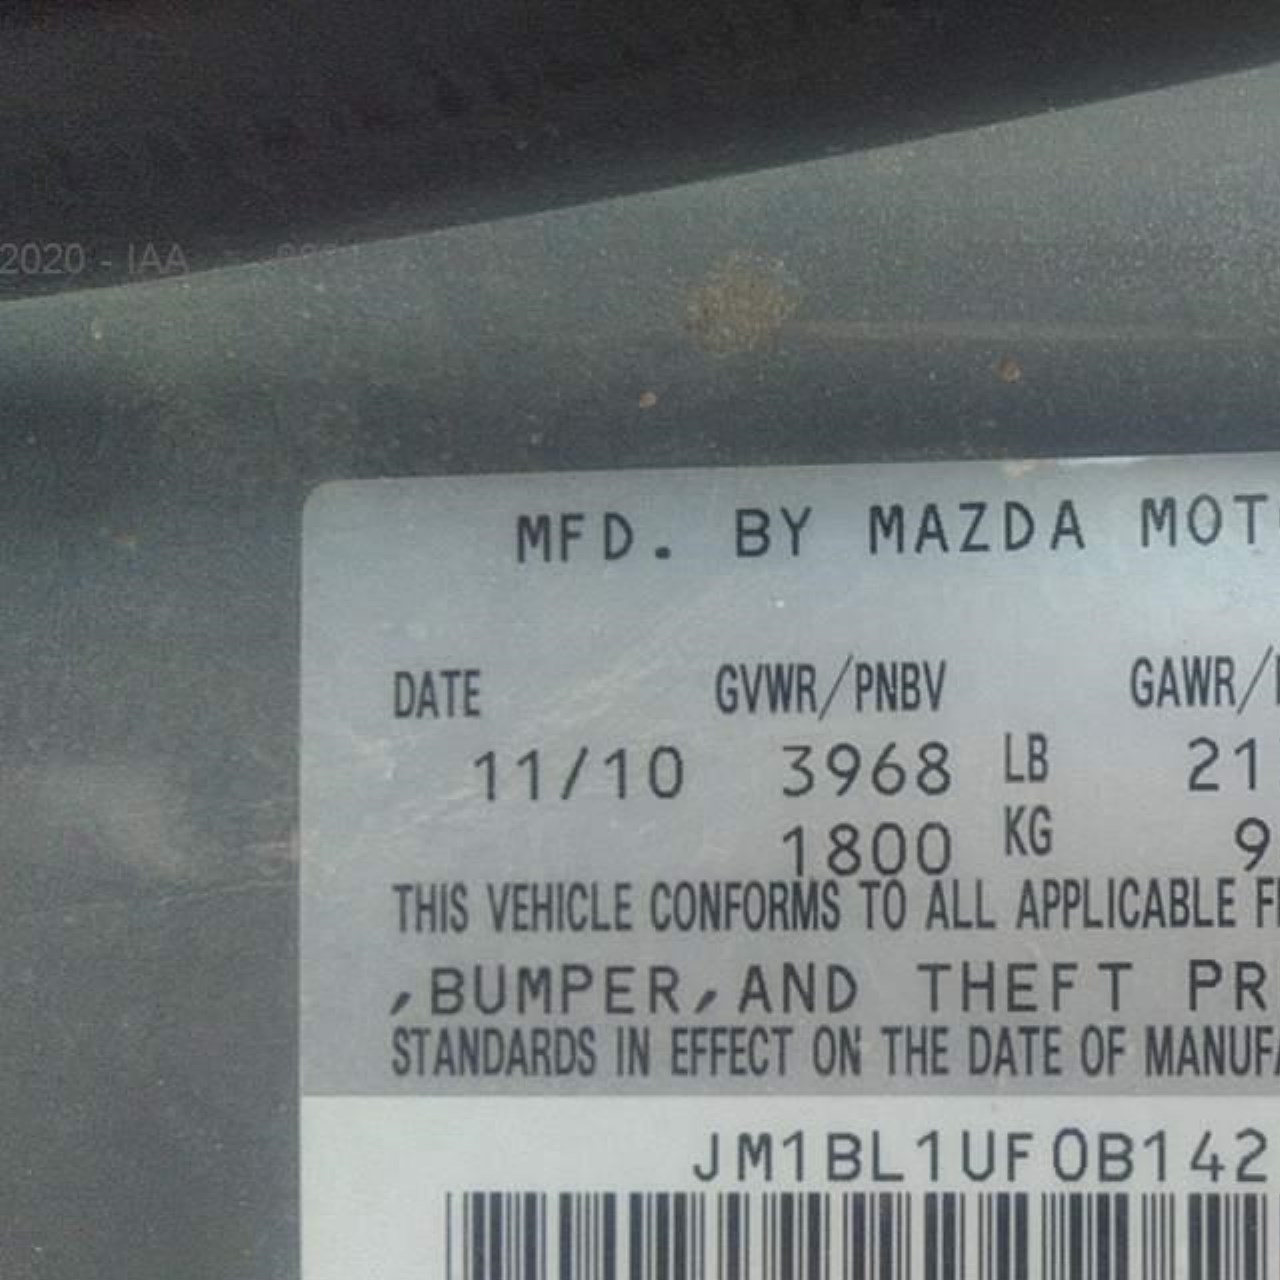 2020 - IAA
MFD. BY MAZDA MOT
DATE GVWR/PNBV GAWR/
11/10 3968 LB 21
1800 KG 9
THIS VEHICLE CONFORMS TO ALL APPLICABLE F
,BUMPER,AND THEFT PR
STANDARDS IN EFFECT ON THE DATE OF MANUFA
JM1BL1UF0B142